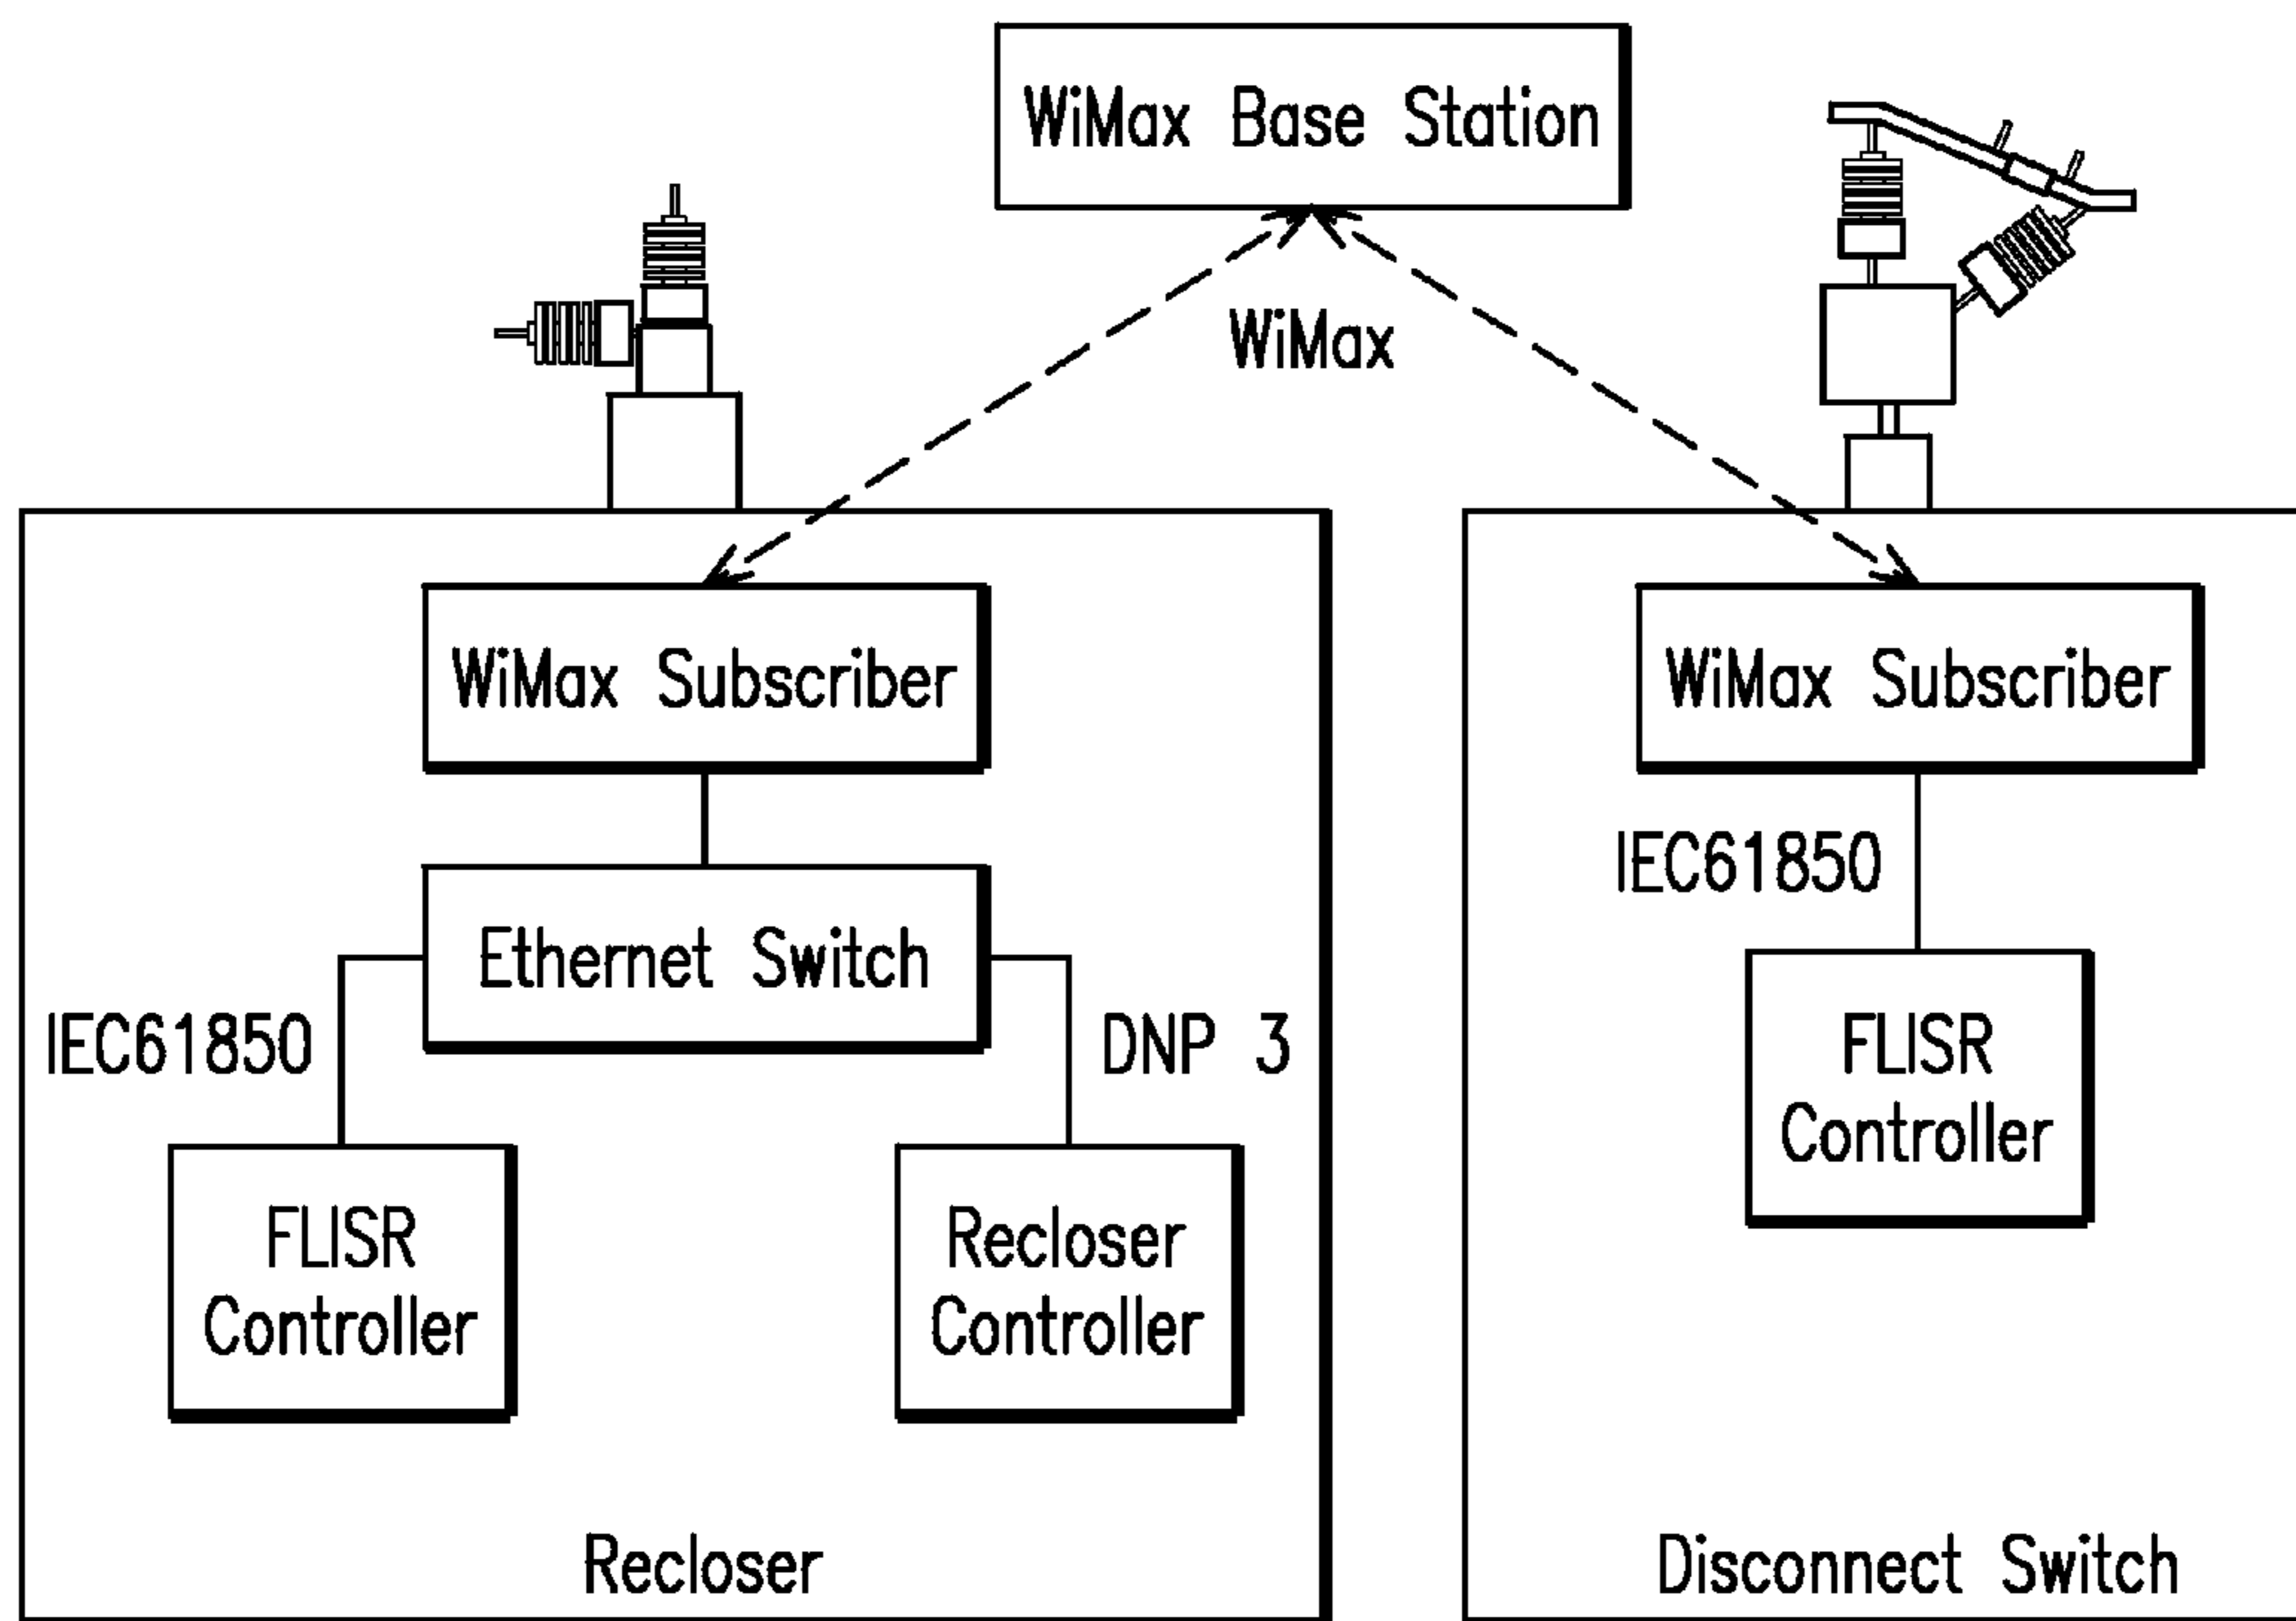 WiMax Base Station
WiMax
WiMax Subscriber
Ethernet Switch
IEC61850
DNP 3
FLISR
Controller
Recloser
Controller
Recloser
WiMax Subscriber
IEC61850
FLISR
Controller
Disconnect Switch